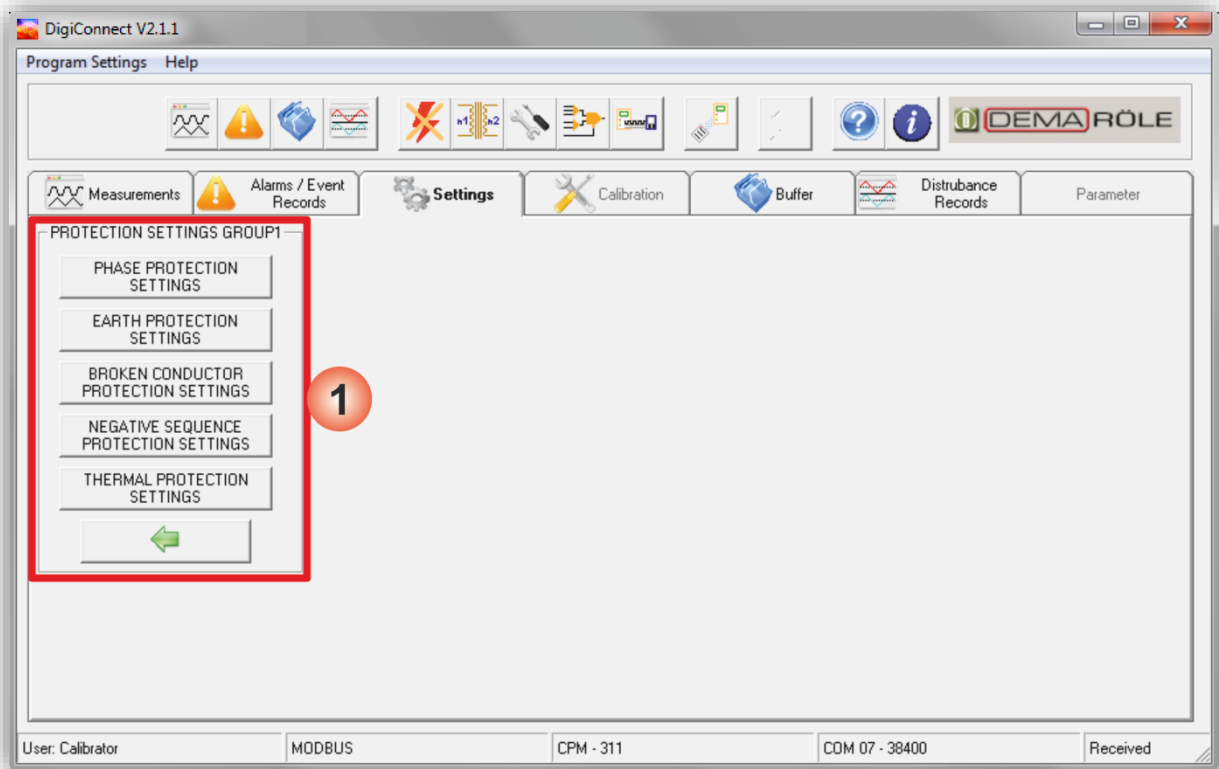 DigiConnect V2.1.1
Program Settings Help
h1 h2
DEMA RÖLE
Measurements
Alarms / Event
Records
Settings
Calibration
Buffer
Distrubance
Records
Parameter
PROTECTION SETTINGS GROUP1
PHASE PROTECTION
SETTINGS
EARTH PROTECTION
SETTINGS
BROKEN CONDUCTOR
PROTECTION SETTINGS
NEGATIVE SEQUENCE
PROTECTION SETTINGS
THERMAL PROTECTION
SETTINGS
1
User: Calibrator
MODBUS
CPM - 311
COM 07 - 38400
Received